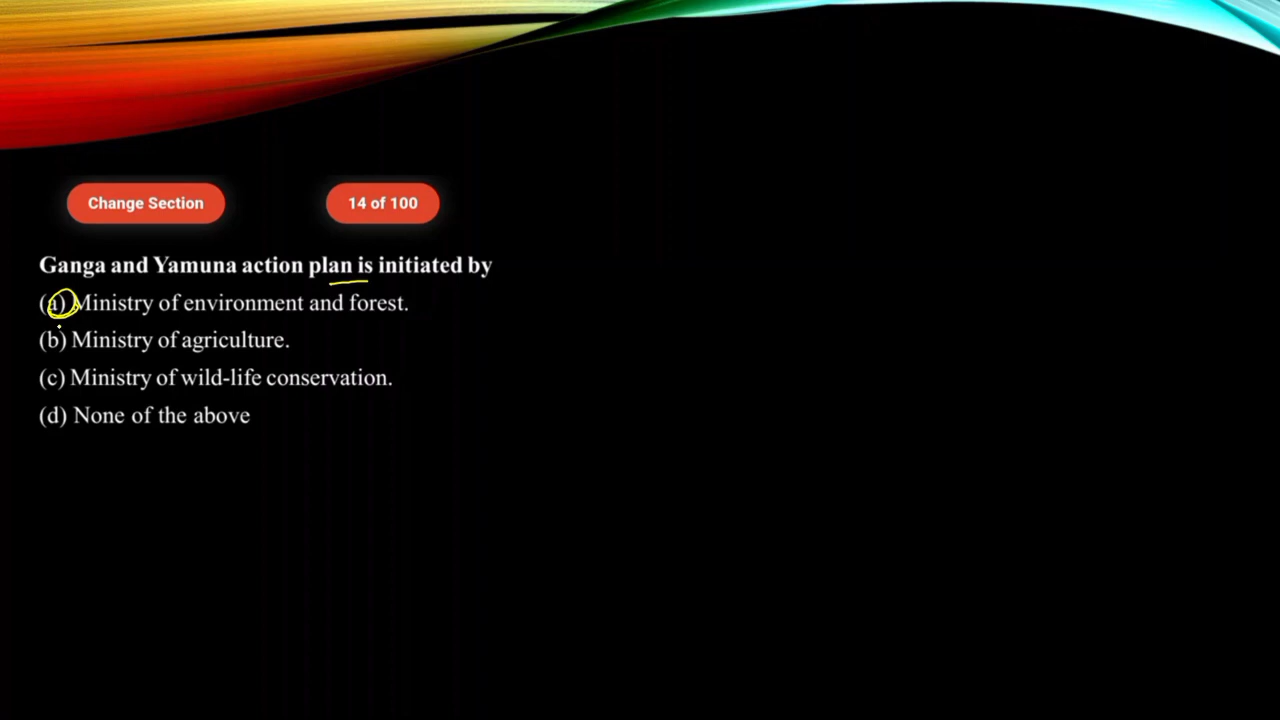 Change Section
14 of 100
Ganga and Yamuna action plan is initiated by
(a) Ministry of environment and forest.
(b) Ministry of agriculture.
(c) Ministry of wild-life conservation.
(d) None of the above